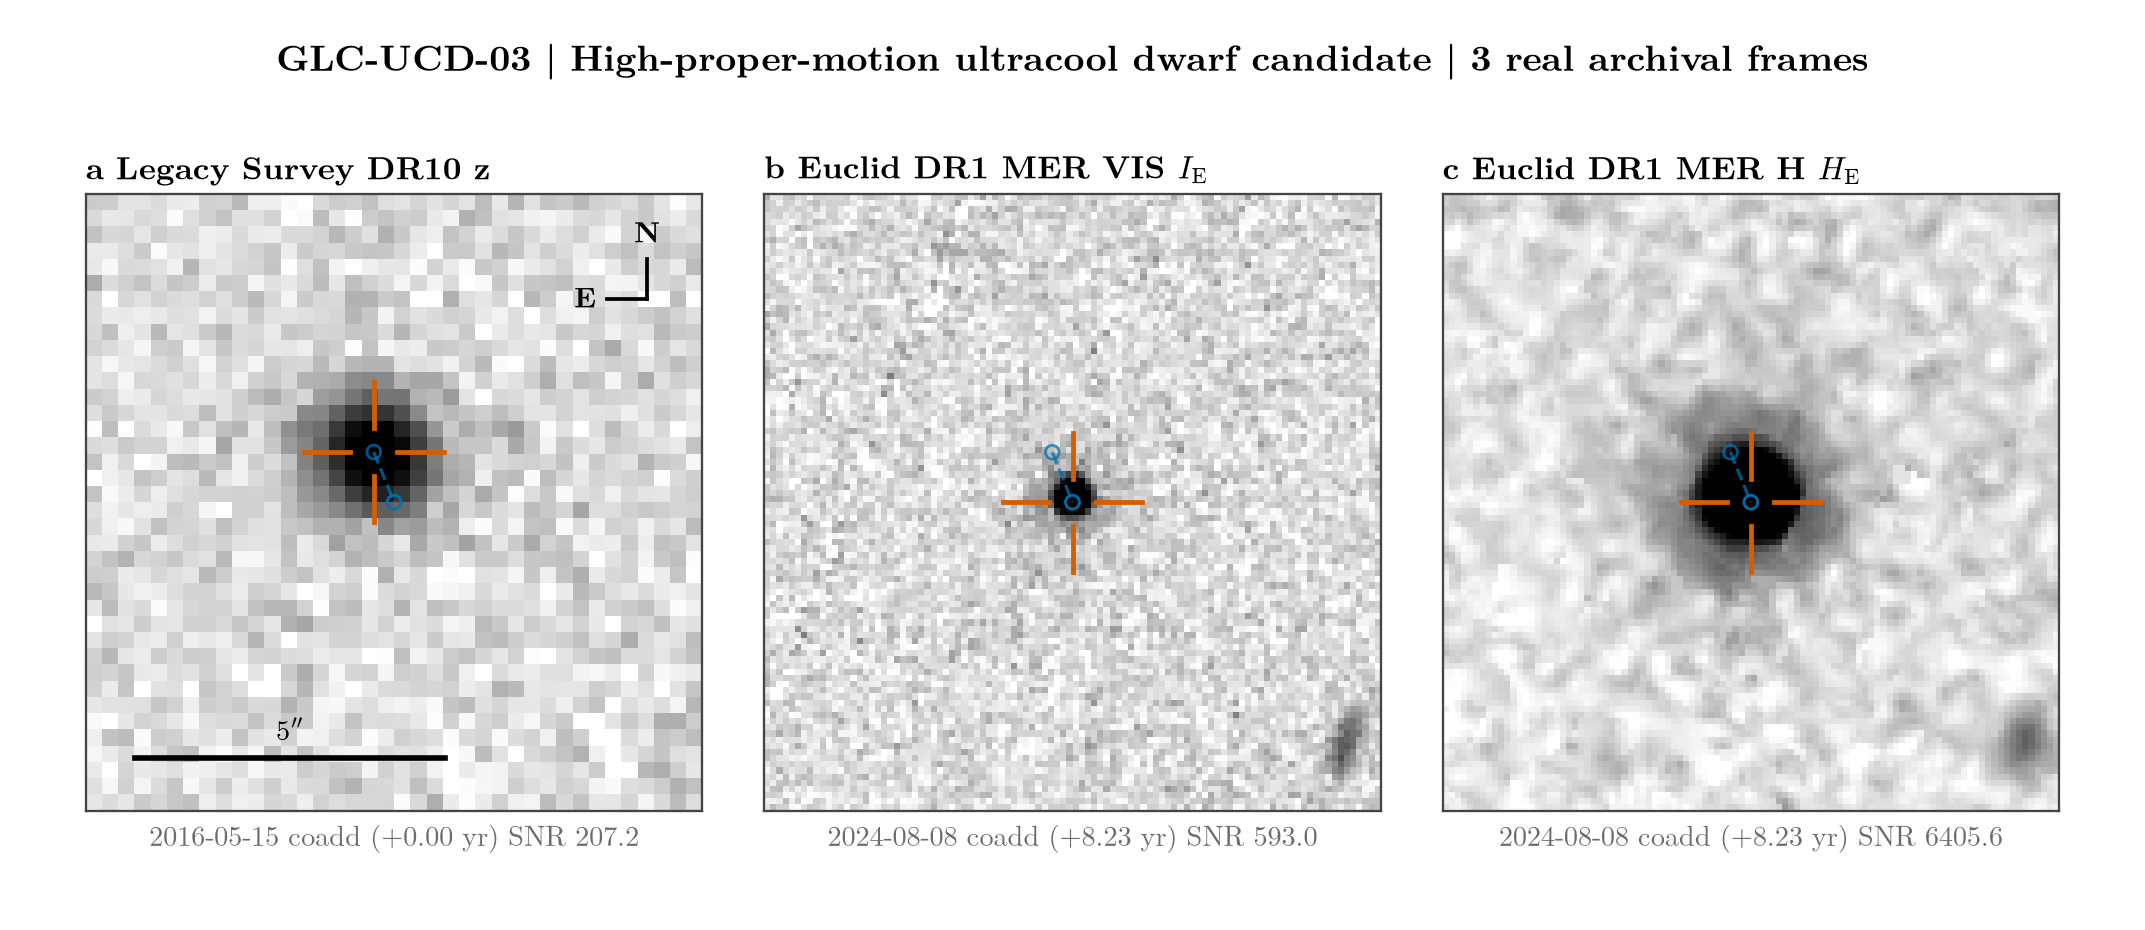 GLC-UCD-03 | High-proper-motion ultracool dwarf candidate | 3 real archival frames
a Legacy Survey DR10 z
b Euclid DR1 MER VIS I_E
c Euclid DR1 MER H H_E
N
E
5″
2016-05-15 coadd (+0.00 yr) SNR 207.2
2024-08-08 coadd (+8.23 yr) SNR 593.0
2024-08-08 coadd (+8.23 yr) SNR 6405.6